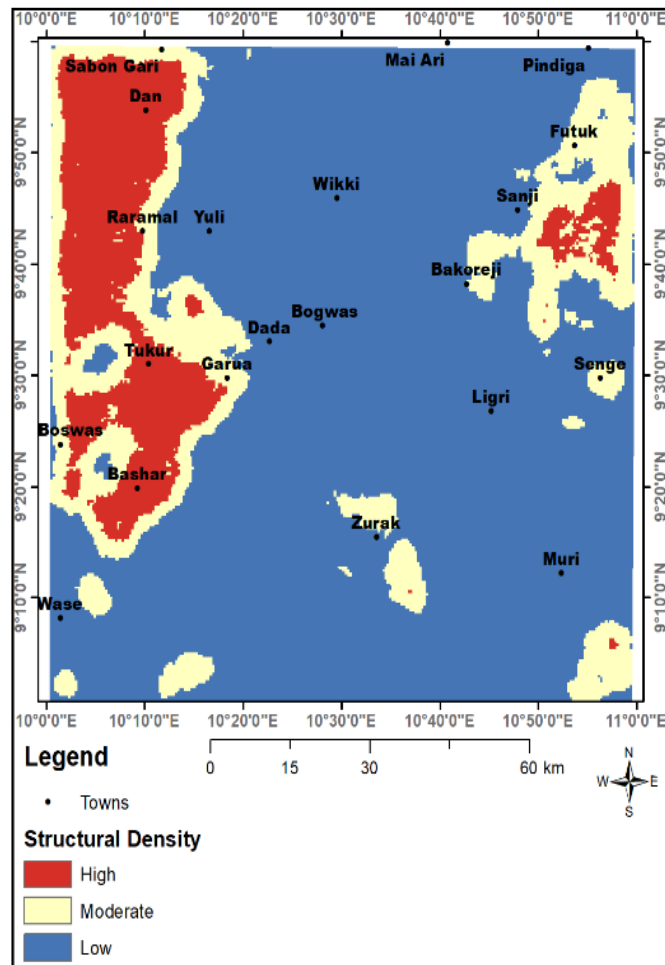 10°0'0"E 10°10'0"E 10°20'0"E 10°30'0"E 10°40'0"E 10°50'0"E 11°0'0"E
Mai Ari
Sabon Gari
Pindiga
Dan
Futuk
9°50'0"N 9°50'0"N
Wikki
Sanji
Raramal Yuli
9°40'0"N 9°40'0"N
Bakoreji
Bogwas
Dada
Tukur
Garua
Senge
9°30'0"N 9°30'0"N
Ligri
Boswas
Bashar
9°20'0"N 9°20'0"N
Zurak
Muri
9°10'0"N 9°10'0"N
Wase
10°0'0"E 10°10'0"E 10°20'0"E 10°30'0"E 10°40'0"E 10°50'0"E 11°0'0"E
Legend
0 15 30 60 km
N
W E
S
Towns
Structural Density
High
Moderate
Low